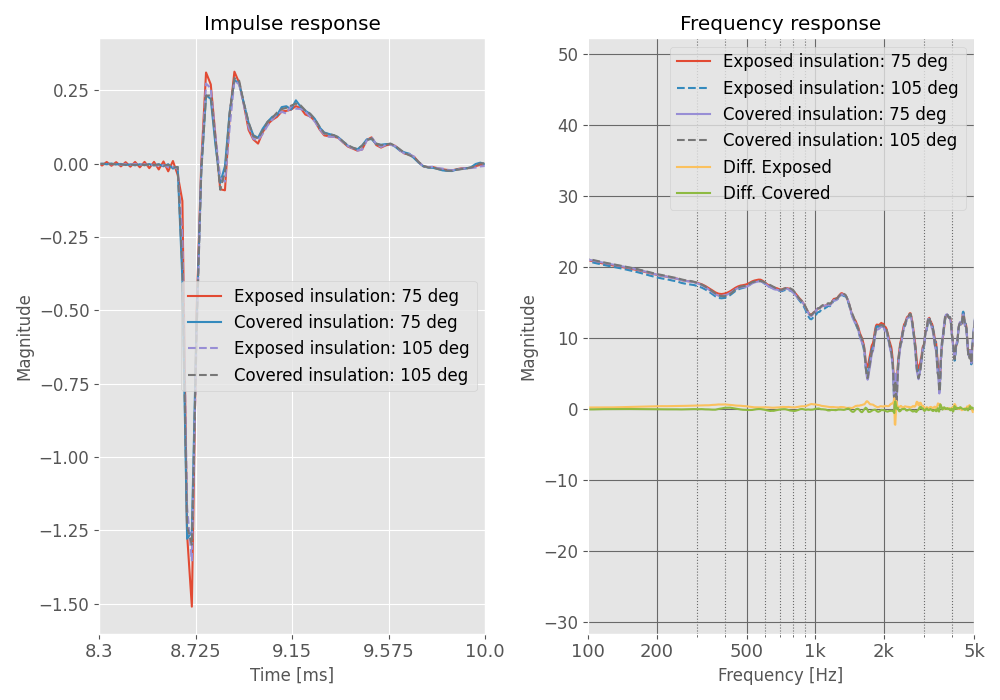 Impulse response
Magnitude
0.25
0.00
−0.25
−0.50
−0.75
−1.00
−1.25
−1.50
Exposed insulation: 75 deg
Covered insulation: 75 deg
Exposed insulation: 105 deg
Covered insulation: 105 deg
8.3
8.725
9.15
9.575
10.0
Time [ms]
Frequency response
Magnitude
50
40
30
20
10
0
−10
−20
−30
Exposed insulation: 75 deg
Exposed insulation: 105 deg
Covered insulation: 75 deg
Covered insulation: 105 deg
Diff. Exposed
Diff. Covered
100
200
500
1k
2k
5k
Frequency [Hz]